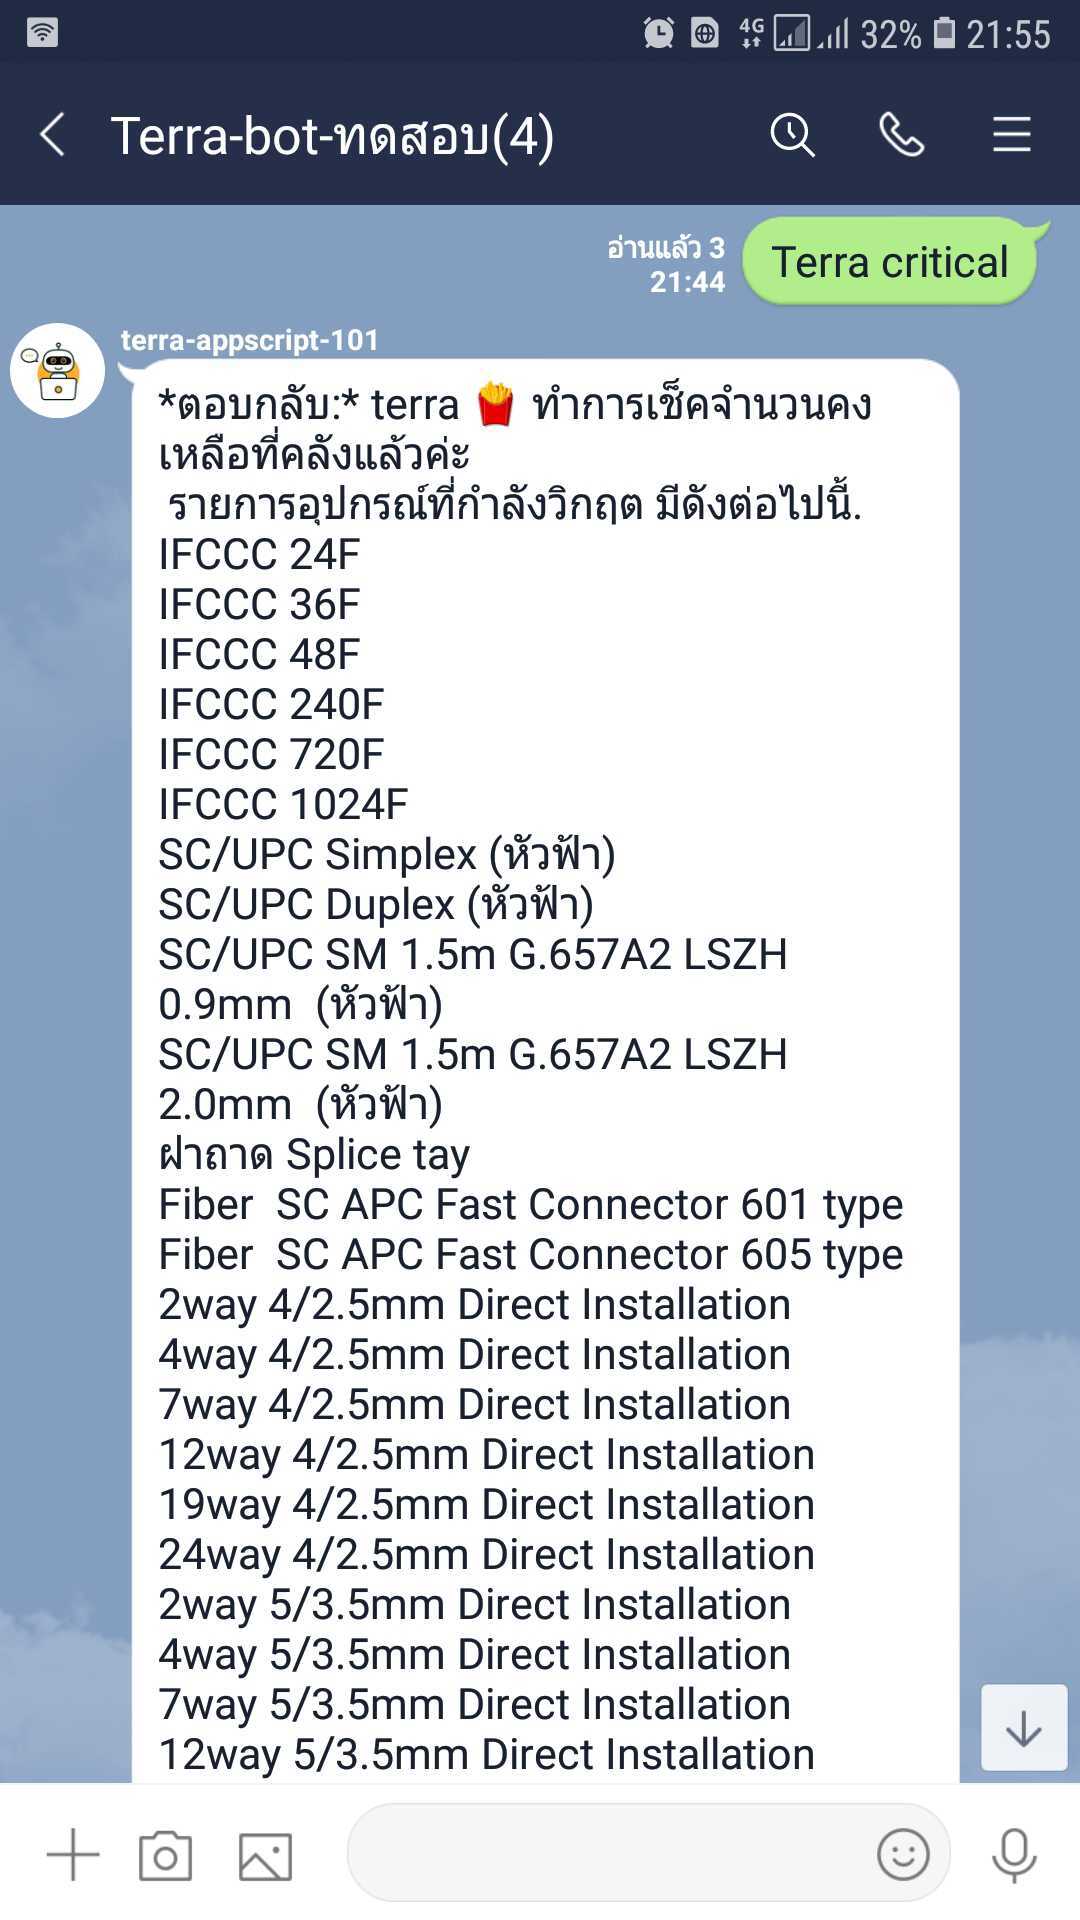 4G 32% 21:55
Terra-bot-ทดสอบ(4)
อ่านแล้ว 3
21:44
Terra critical
terra-appscript-101
*ตอบกลับ:* terra 🍟 ทำการเช็คจำนวนคง
เหลือที่คลังแล้วค่ะ
รายการอุปกรณ์ที่กำลังวิกฤต มีดังต่อไปนี้.
IFCCC 24F
IFCCC 36F
IFCCC 48F
IFCCC 240F
IFCCC 720F
IFCCC 1024F
SC/UPC Simplex (หัวฟ้า)
SC/UPC Duplex (หัวฟ้า)
SC/UPC SM 1.5m G.657A2 LSZH
0.9mm  (หัวฟ้า)
SC/UPC SM 1.5m G.657A2 LSZH
2.0mm  (หัวฟ้า)
ฝาถาด Splice tay
Fiber  SC APC Fast Connector 601 type
Fiber  SC APC Fast Connector 605 type
2way 4/2.5mm Direct Installation
4way 4/2.5mm Direct Installation
7way 4/2.5mm Direct Installation
12way 4/2.5mm Direct Installation
19way 4/2.5mm Direct Installation
24way 4/2.5mm Direct Installation
2way 5/3.5mm Direct Installation
4way 5/3.5mm Direct Installation
7way 5/3.5mm Direct Installation
12way 5/3.5mm Direct Installation